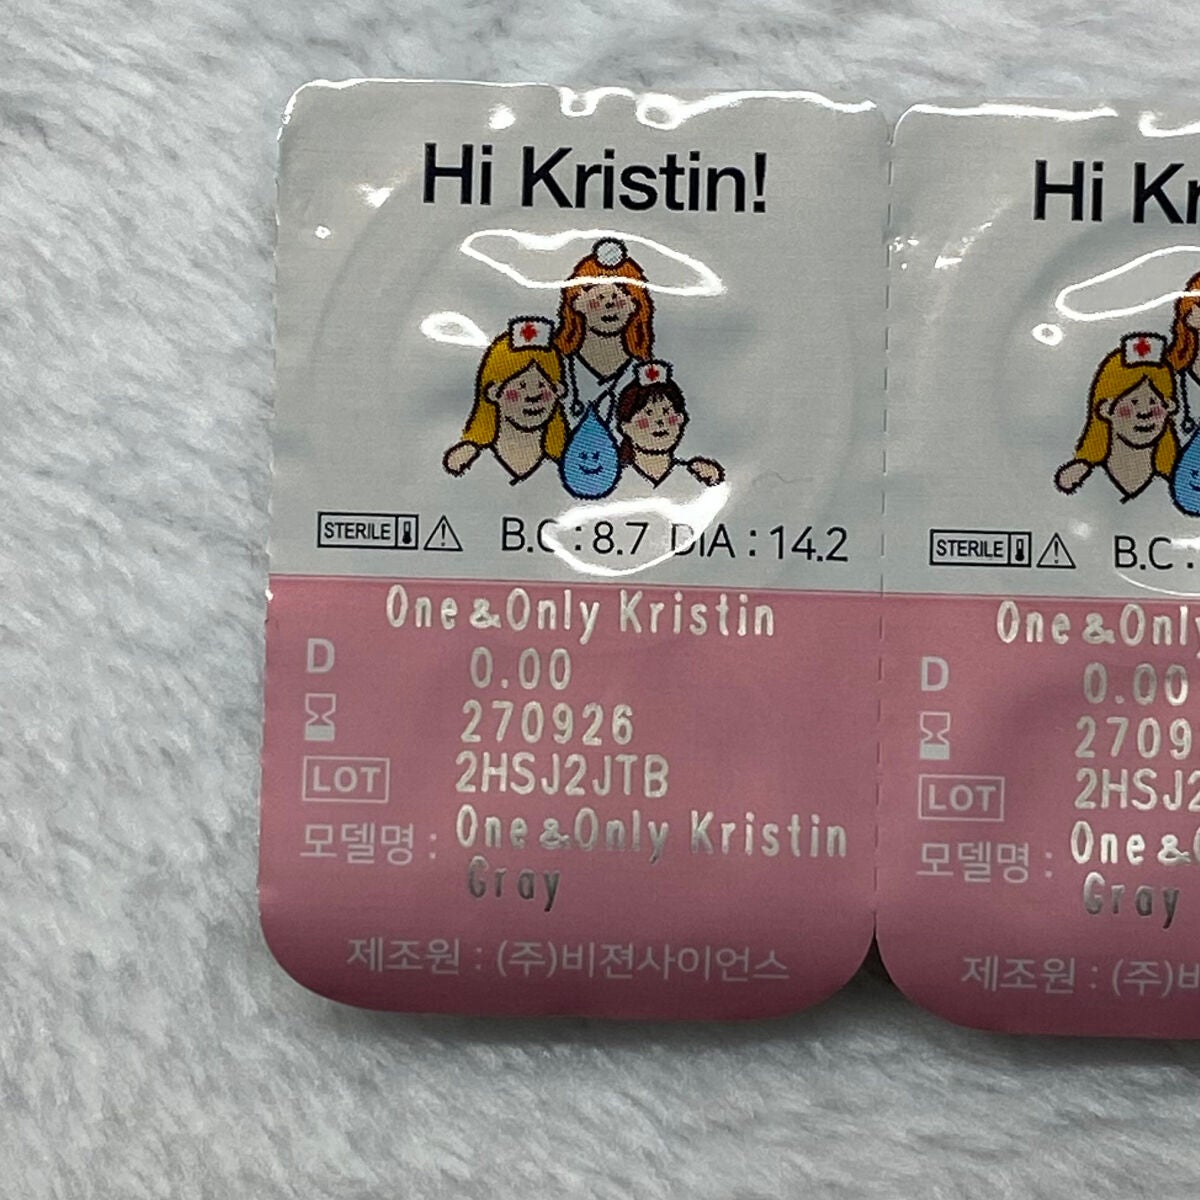 Hi Kristin!
STERILE B.C : 8.7 DIA : 14.2
One & Only Kristin
D 0.00
270926
LOT 2HSJ2JTB
모델명 : One & Only Kristin
Gray
제조원 : (주)비젼사이언스
Hi
STERILE B.C :
One &
D 0.00
2709
LOT 2HSJ2
모델명 : One &
Gray
제조원 : (주)비